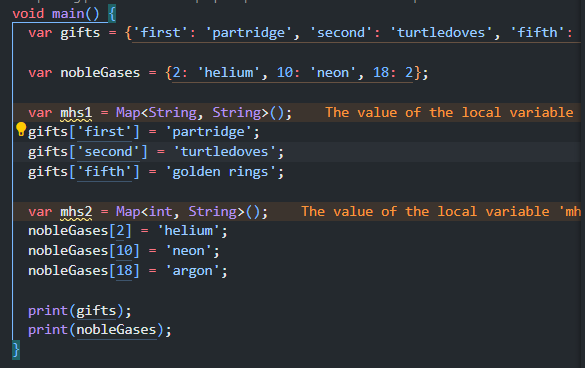 void main() {
var gifts = {'first': 'partridge', 'second': 'turtledoves', 'fifth':
var nobleGases = {2: 'helium', 10: 'neon', 18: 2};
var mhs1 = Map<String, String>(); The value of the local variable
gifts['first'] = 'partridge';
gifts['second'] = 'turtledoves';
gifts['fifth'] = 'golden rings';
var mhs2 = Map<int, String>(); The value of the local variable 'mh
nobleGases[2] = 'helium';
nobleGases[10] = 'neon';
nobleGases[18] = 'argon';
print(gifts);
print(nobleGases);
}